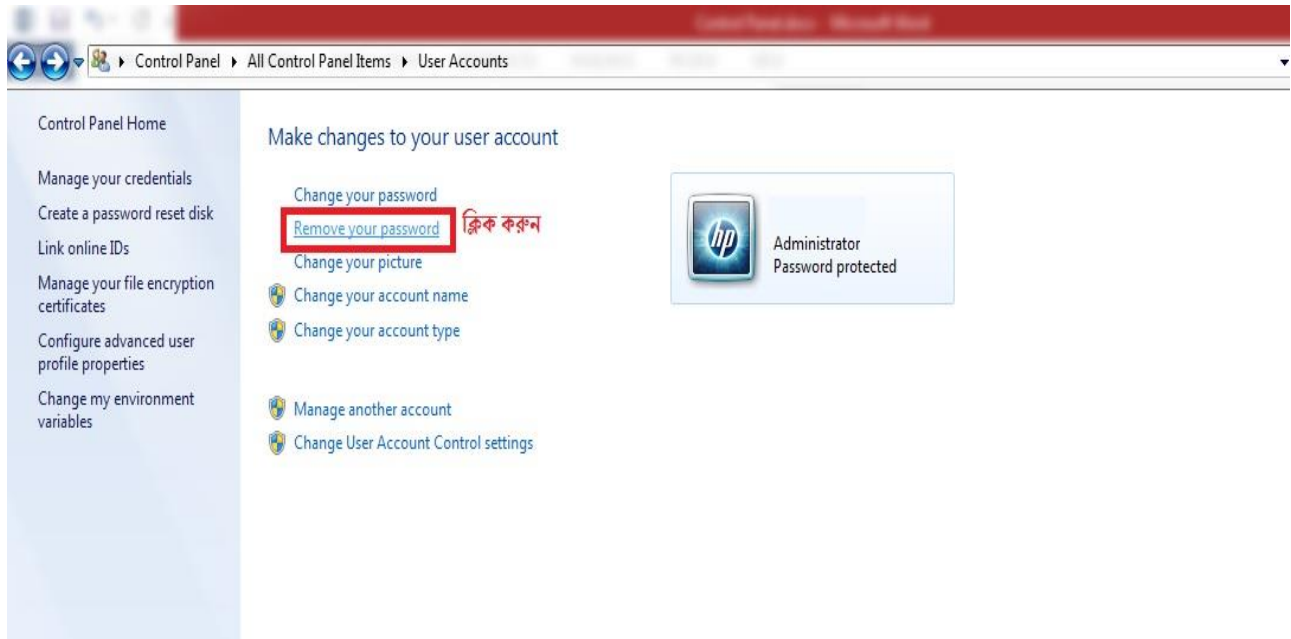 Control Panel All Control Panel Items User Accounts
Control Panel Home
Manage your credentials
Create a password reset disk
Link online IDs
Manage your file encryption
certificates
Configure advanced user
profile properties
Change my environment
variables
Make changes to your user account
Change your password
Remove your password ক্লিক করুন
Change your picture
Change your account name
Change your account type
Manage another account
Change User Account Control settings
hp
Administrator
Password protected